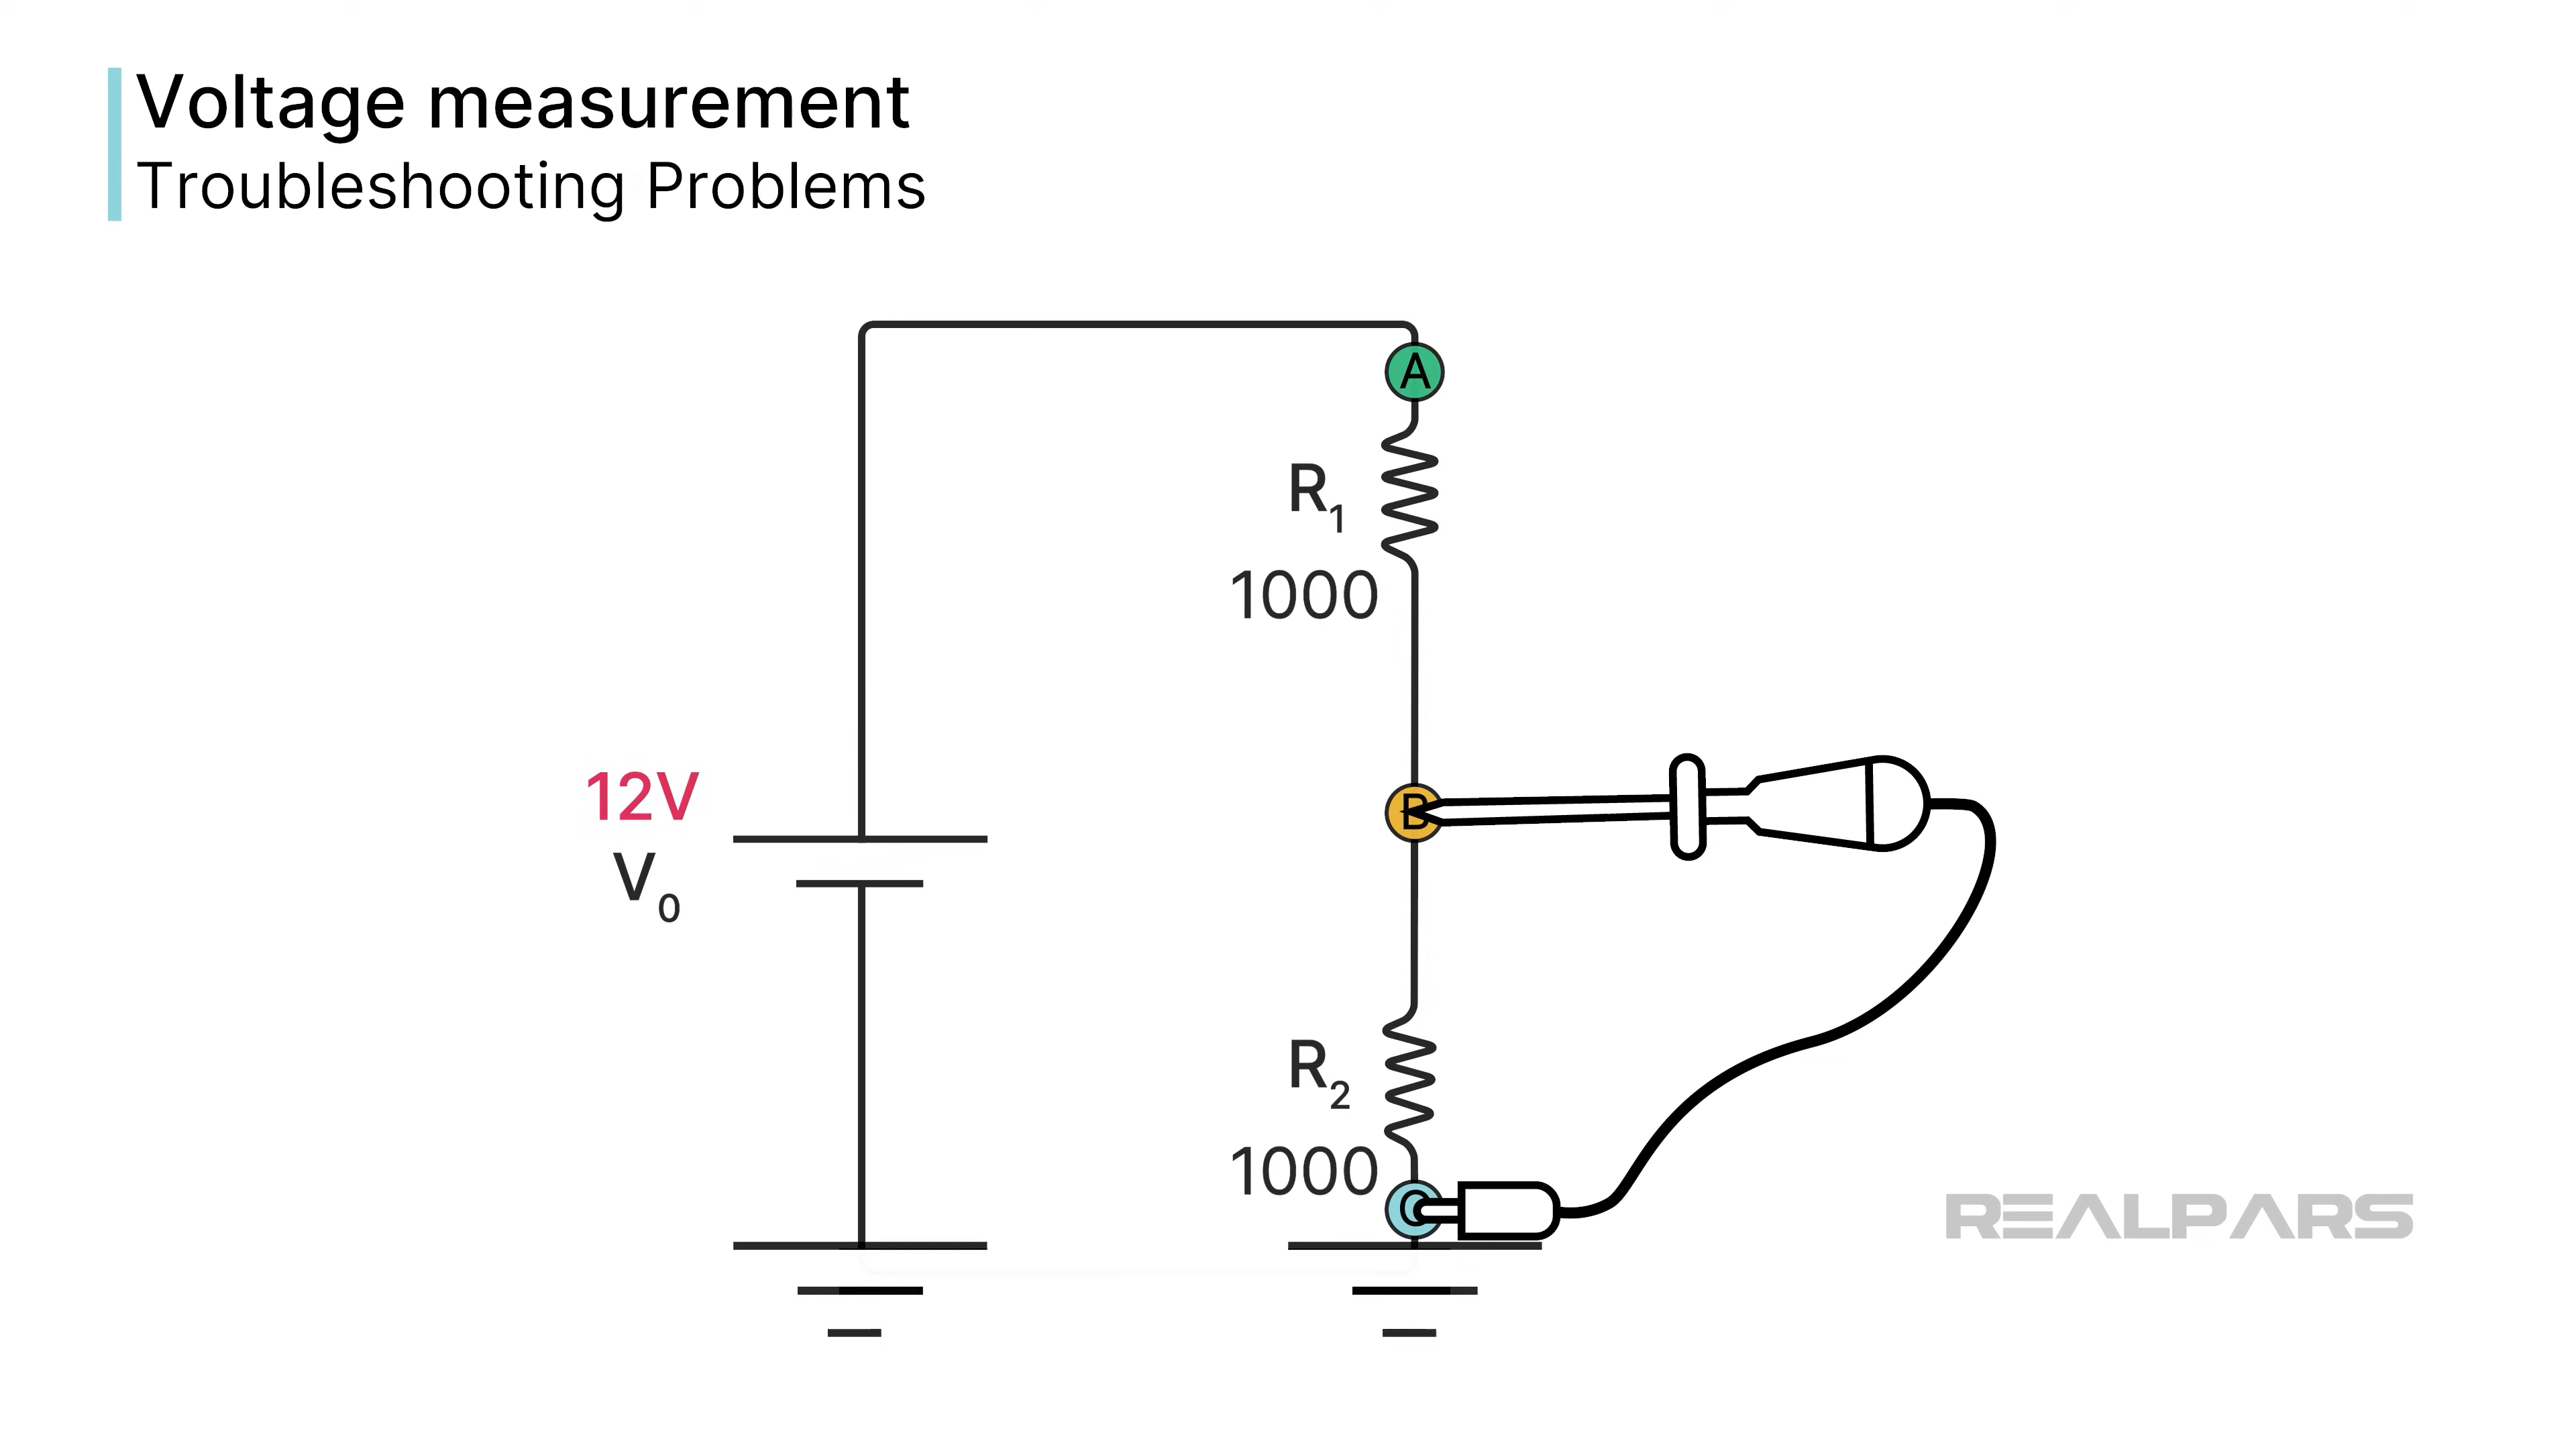 Voltage measurement
Troubleshooting Problems
A
R1
1000
12V
V0
B
R2
1000
C
REALPARS